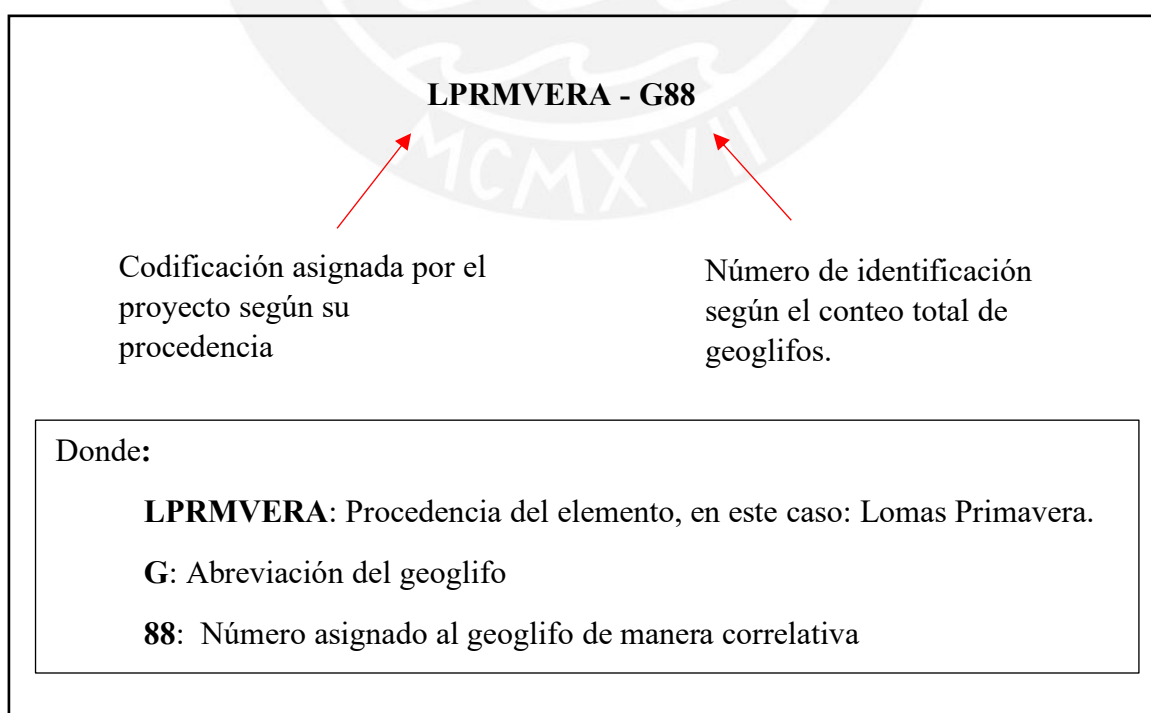 LPRMVERA - G88
MCMXVII
Codificación asignada por el
proyecto según su
procedencia
Número de identificación
según el conteo total de
geoglifos.
Donde:
LPRMVERA: Procedencia del elemento, en este caso: Lomas Primavera.
G: Abreviación del geoglifo
88: Número asignado al geoglifo de manera correlativa